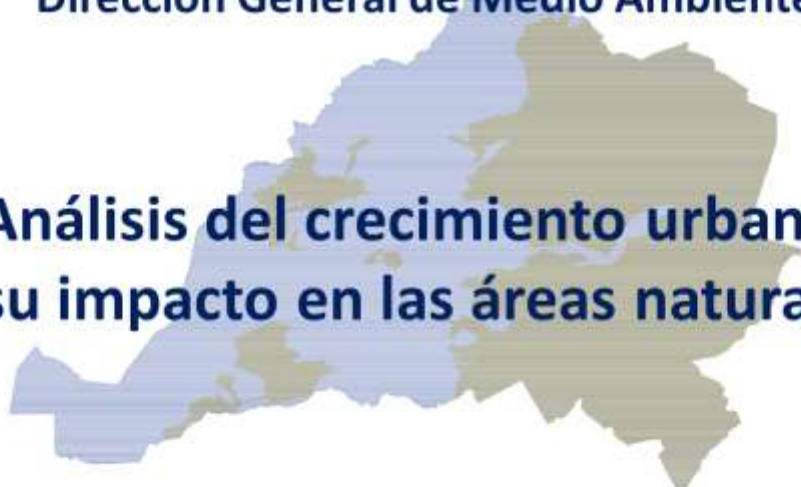 Dirección General de Medio Ambiente
Análisis del crecimiento urban
su impacto en las áreas natura